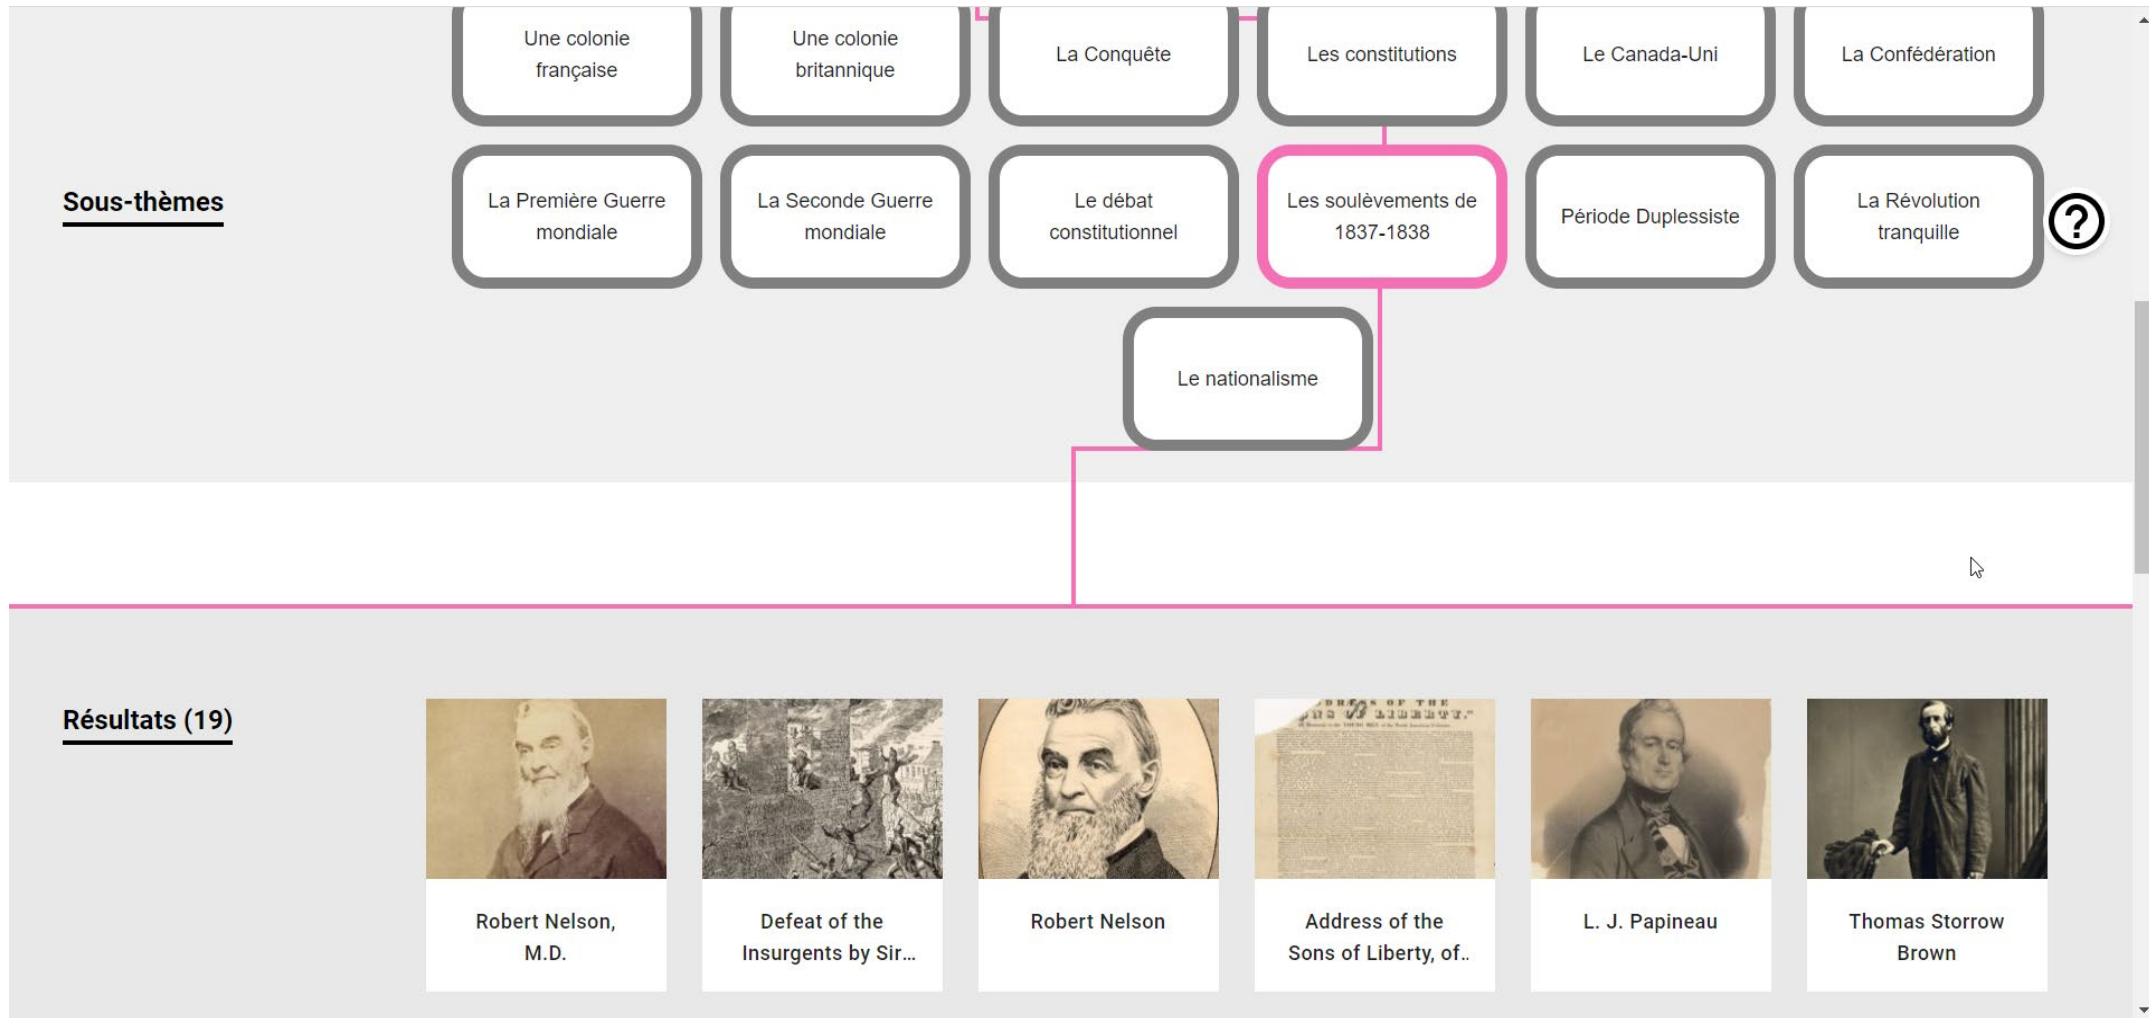 Une colonie
française
Une colonie
britannique
La Conquête
Les constitutions
Le Canada-Uni
La Confédération
Sous-thèmes
La Première Guerre
mondiale
La Seconde Guerre
mondiale
Le débat
constitutionnel
Les soulèvements de
1837-1838
Période Duplessiste
La Révolution
tranquille
?
Le nationalisme
Résultats (19)
OF THE
LIBERTY."
Robert Nelson,
M.D.
Defeat of the
Insurgents by Sir...
Robert Nelson
Address of the
Sons of Liberty, of..
L. J. Papineau
Thomas Storrow
Brown